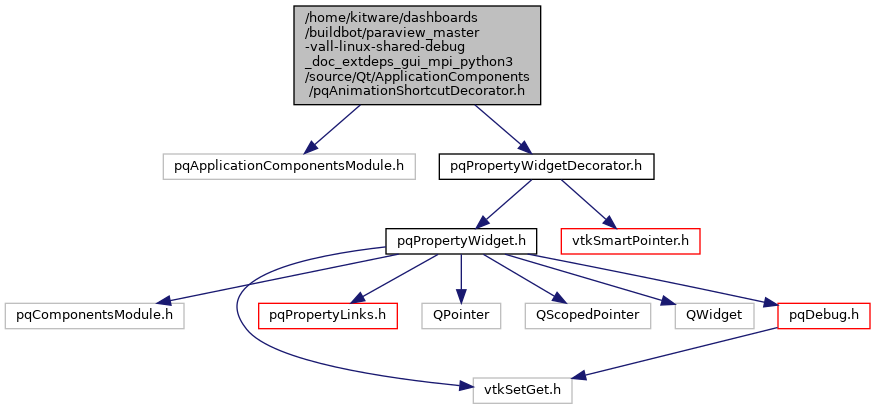 /home/kitware/dashboards
/buildbot/paraview_master
-vall-linux-shared-debug
_doc_extdeps_gui_mpi_python3
/source/Qt/ApplicationComponents
/pqAnimationShortcutDecorator.h
pqApplicationComponentsModule.h
pqPropertyWidgetDecorator.h
pqPropertyWidget.h
vtkSmartPointer.h
pqComponentsModule.h
pqPropertyLinks.h
QPointer
QScopedPointer
QWidget
pqDebug.h
vtkSetGet.h